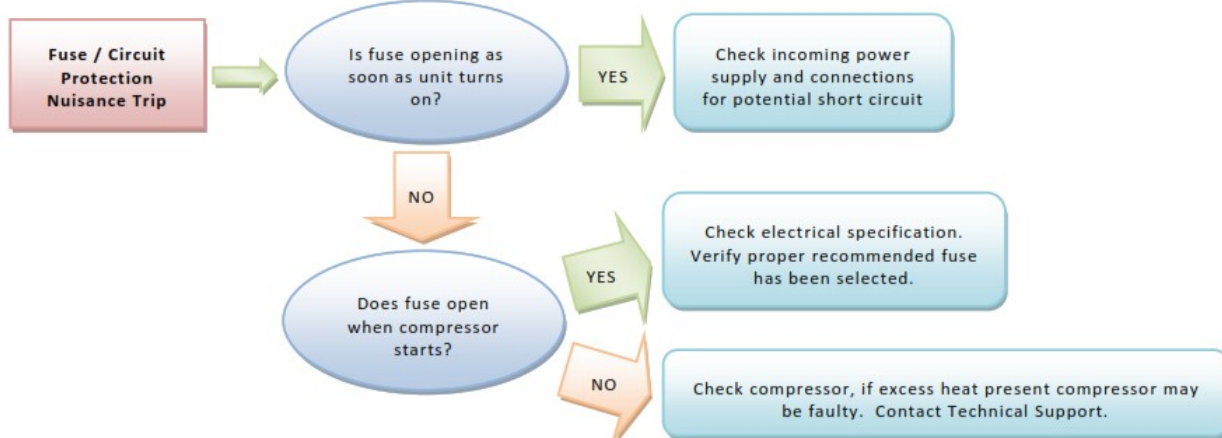 Fuse / Circuit
Protection
Nuisance Trip
Is fuse opening as
soon as unit turns
on?
YES
Check incoming power
supply and connections
for potential short circuit
NO
Does fuse open
when compressor
starts?
YES
Check electrical specification.
Verify proper recommended fuse
has been selected.
NO
Check compressor, if excess heat present compressor may
be faulty. Contact Technical Support.